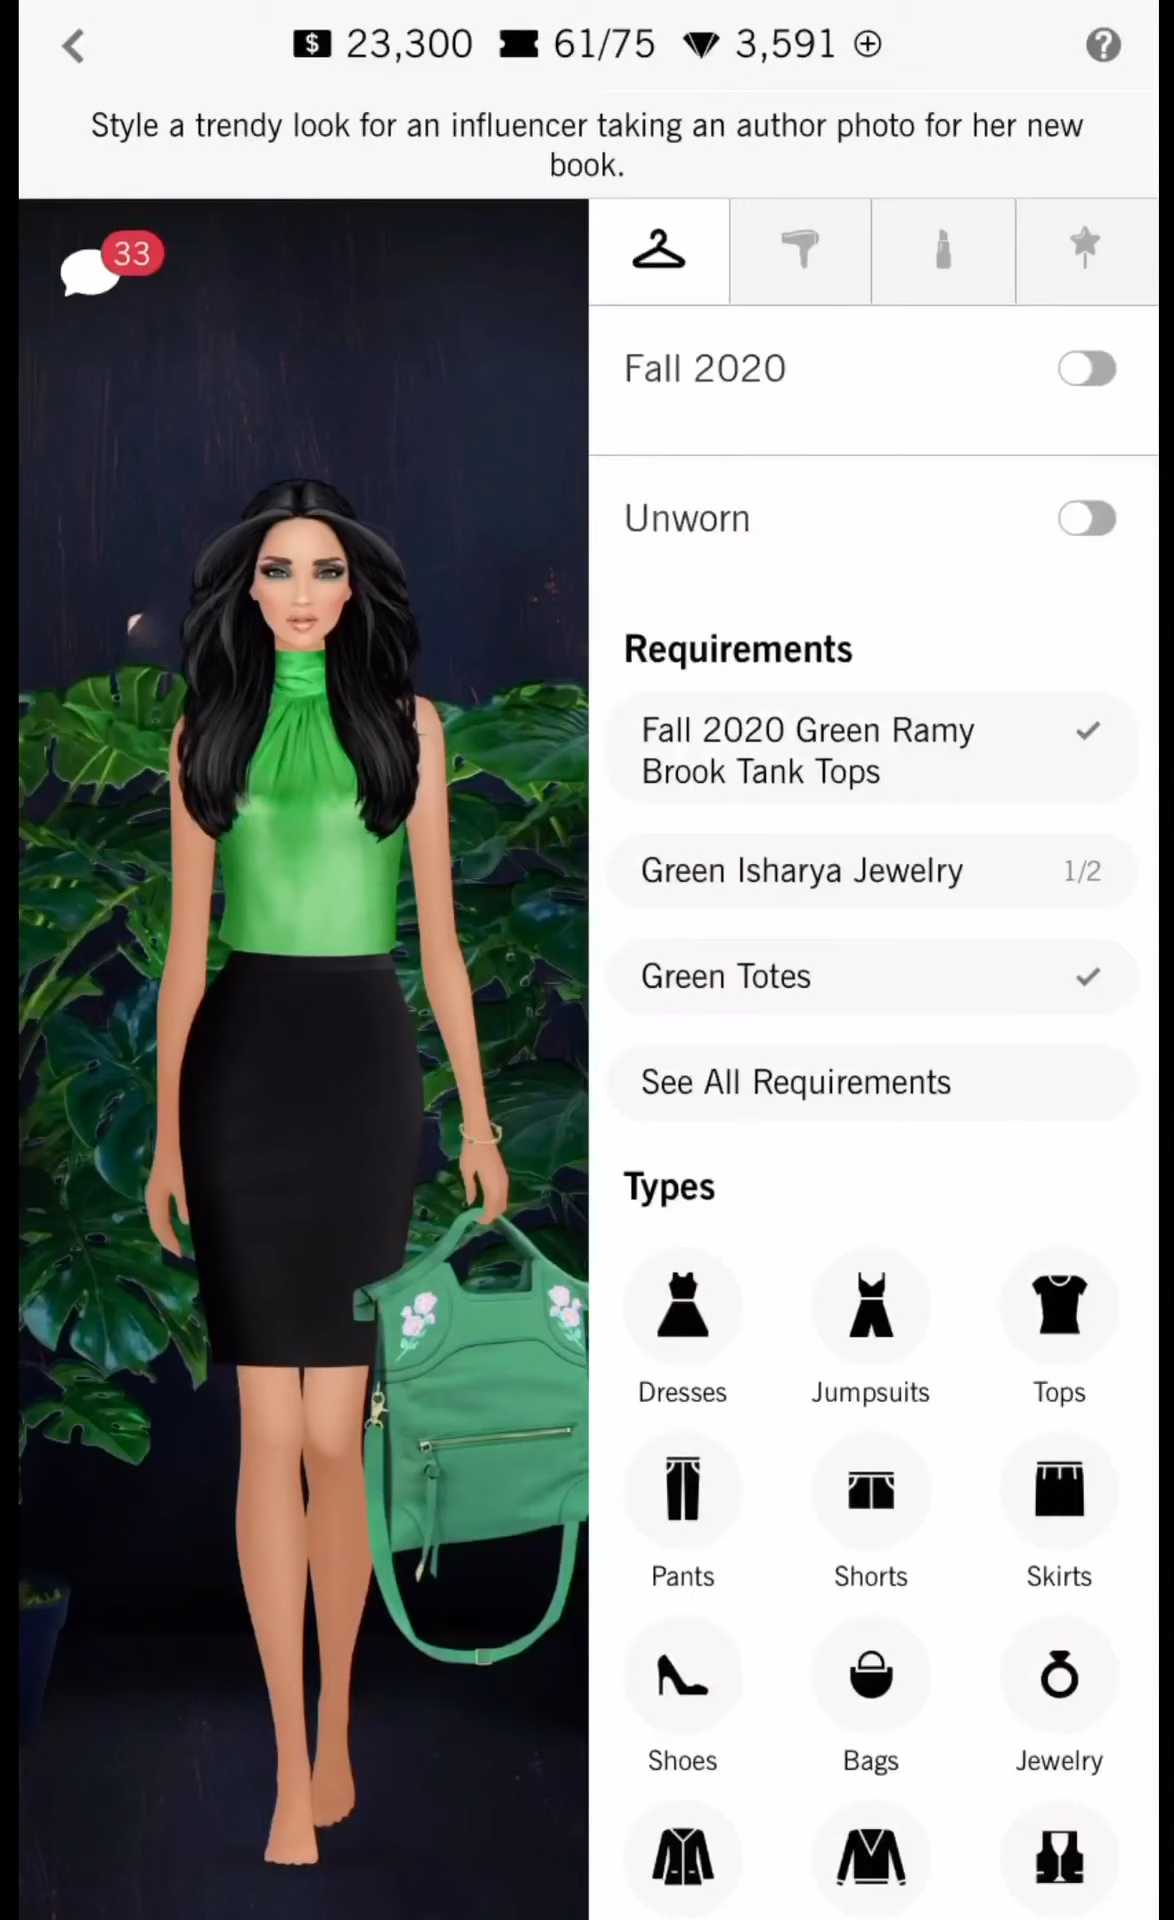 $ 23,300 61/75 3,591
Style a trendy look for an influencer taking an author photo for her new
book.
33
Fall 2020
Unworn
Requirements
Fall 2020 Green Ramy
Brook Tank Tops
Green Isharya Jewelry 1/2
Green Totes
See All Requirements
Types
Dresses Jumpsuits Tops
Pants Shorts Skirts
Shoes Bags Jewelry